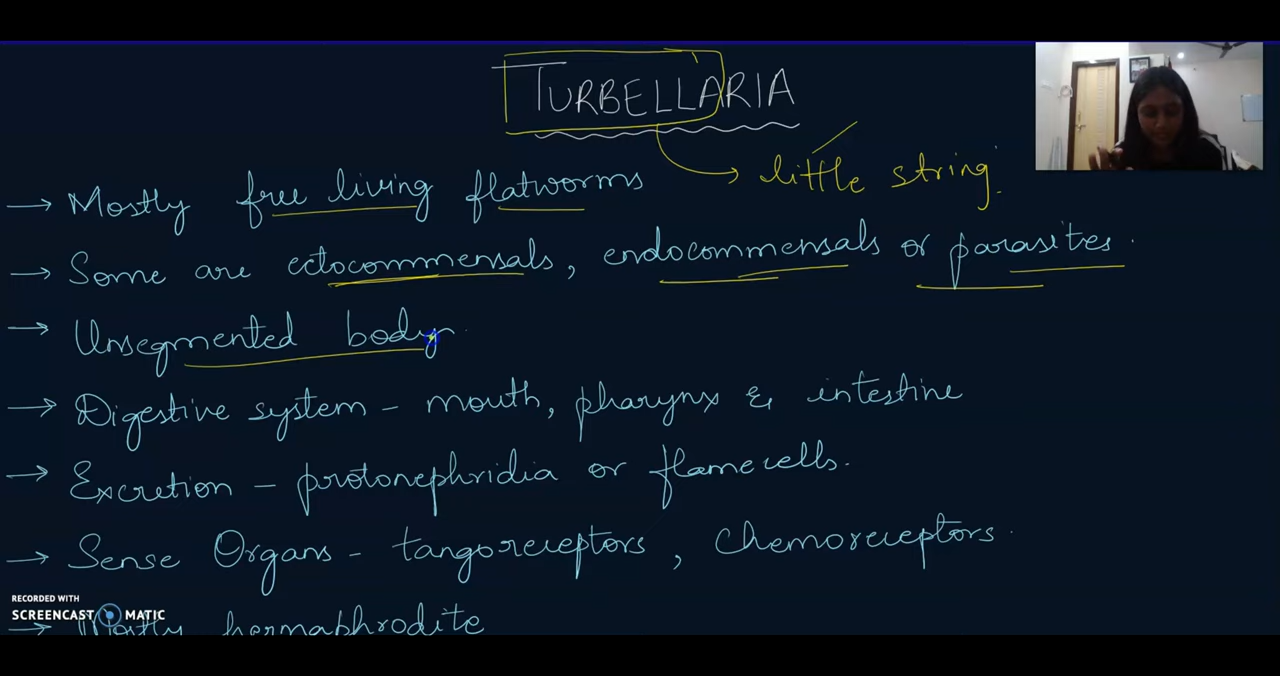 TURBELLARIA
→ little string
→ Mostly free living flatworms
→ Some are ectocommensals, endocommensals or parasites.
→ Unsegmented body.
→ Digestive system - mouth, pharynx & intestine
→ Excretion - protonephridia or flame cells.
→ Sense Organs - tangoreceptors, chemoreceptors.
→ Mostly hermaphrodite
RECORDED WITH
SCREENCAST MATIC